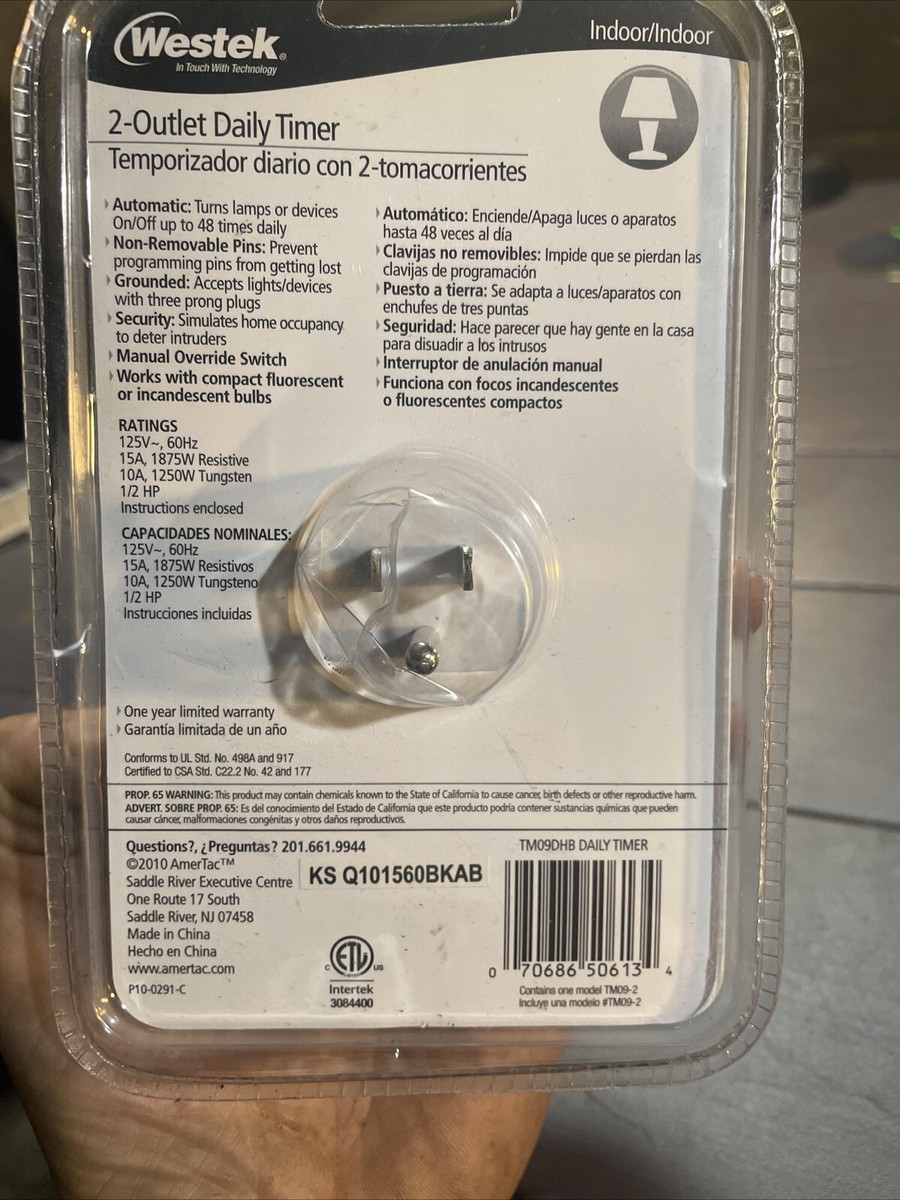 Westek®
In Touch With Technology
Indoor/Indoor
2-Outlet Daily Timer
Temporizador diario con 2-tomacorrientes
Automatic: Turns lamps or devices
On/Off up to 48 times daily
Non-Removable Pins: Prevent
programming pins from getting lost
Grounded: Accepts lights/devices
with three prong plugs
Security: Simulates home occupancy
to deter intruders
Manual Override Switch
Works with compact fluorescent
or incandescent bulbs
Automático: Enciende/Apaga luces o aparatos
hasta 48 veces al día
Clavijas no removibles: Impide que se pierdan las
clavijas de programación
Puesto a tierra: Se adapta a luces/aparatos con
enchufes de tres puntas
Seguridad: Hace parecer que hay gente en la casa
para disuadir a los intrusos
Interruptor de anulación manual
Funciona con focos incandescentes
o fluorescentes compactos
RATINGS
125V~, 60Hz
15A, 1875W Resistive
10A, 1250W Tungsten
1/2 HP
Instructions enclosed
CAPACIDADES NOMINALES:
125V~, 60Hz
15A, 1875W Resistivos
10A, 1250W Tungsteno
1/2 HP
Instrucciones incluidas
One year limited warranty
Garantía limitada de un año
Conforms to UL Std. No. 498A and 917
Certified to CSA Std. C22.2 No. 42 and 177
PROP. 65 WARNING: This product may contain chemicals known to the State of California to cause cancer, birth defects or other reproductive harm.
ADVERT. SOBRE PROP. 65: Es del conocimiento del Estado de California que este producto podría contener sustancias químicas que pueden
causar cáncer, malformaciones congénitas y otros daños reproductivos.
Questions?, ¿Preguntas? 201.661.9944
©2010 AmerTac™
Saddle River Executive Centre
One Route 17 South
Saddle River, NJ 07458
Made in China
Hecho en China
www.amertac.com
P10-0291-C
KS Q101560BKAB
C ETL US
Intertek
3084400
TM09DHB DAILY TIMER
0 70686 50613 4
Contains one model TM09-2
Incluye una modelo #TM09-2